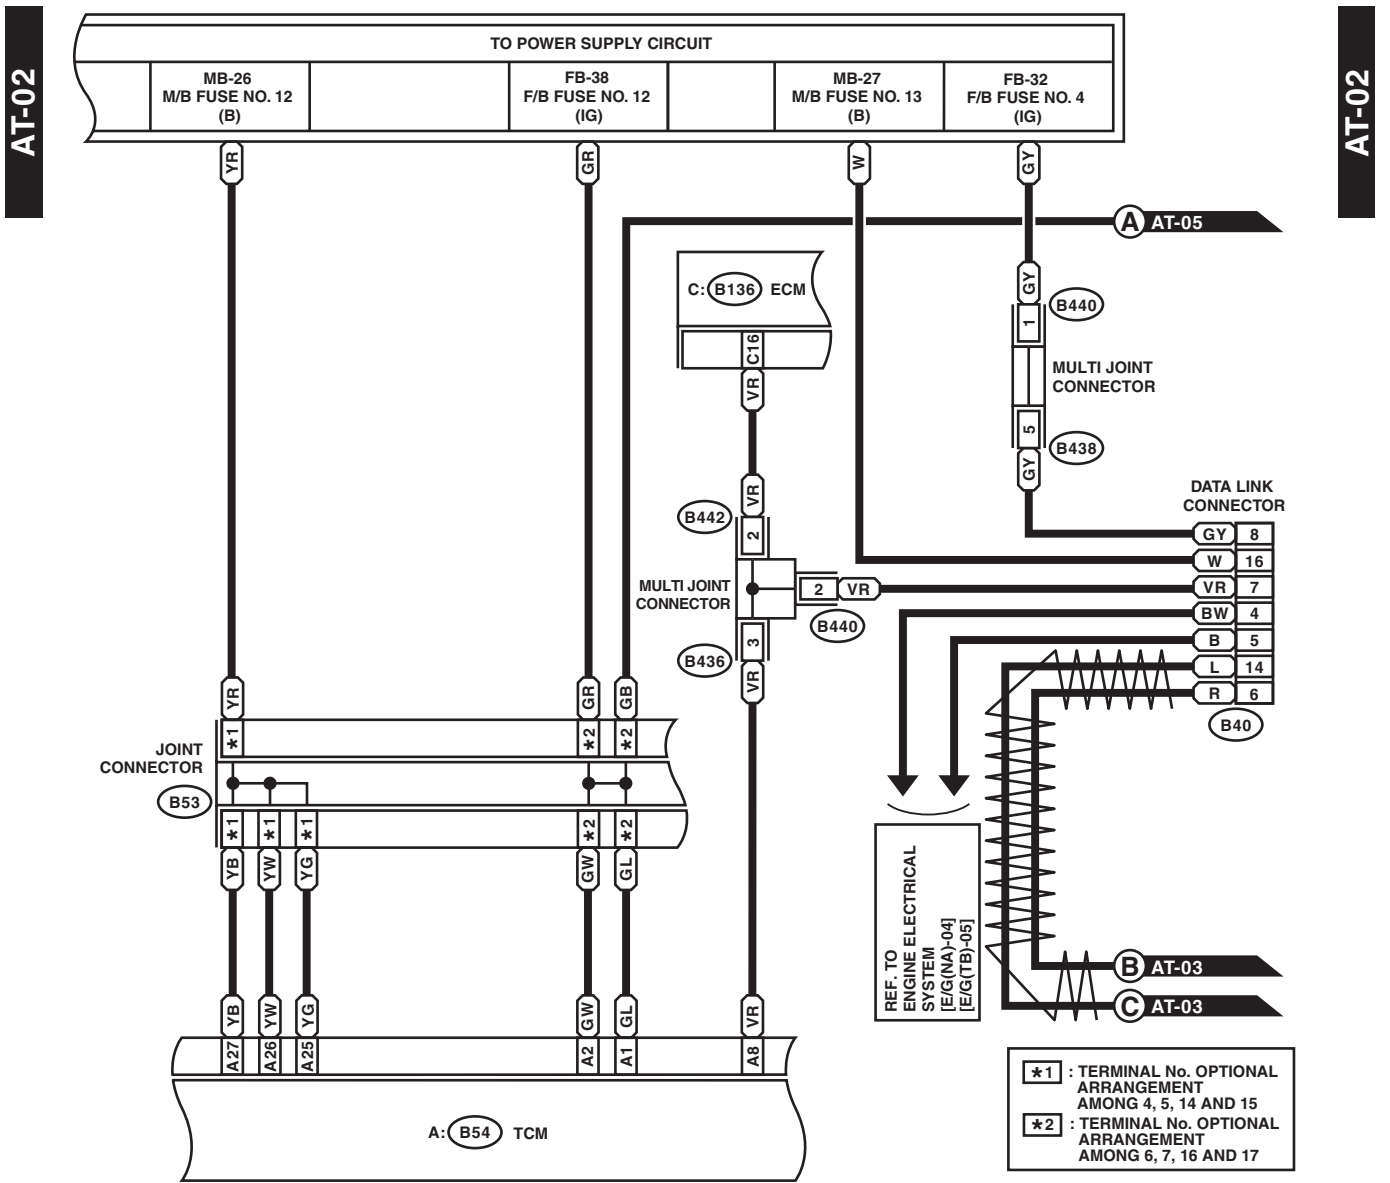 AT-02
AT-02
TO POWER SUPPLY CIRCUIT
MB-26
M/B FUSE NO. 12
(B)
FB-38
F/B FUSE NO. 12
(IG)
MB-27
M/B FUSE NO. 13
(B)
FB-32
F/B FUSE NO. 4
(IG)
YR
GR
W
GY
A AT-05
C: B136 ECM
C16
VR
GY
B440
1
MULTI JOINT
CONNECTOR
5
B438
GY
VR
B442
2
MULTI JOINT
CONNECTOR
2 VR
B440
3
B436
VR
DATA LINK
CONNECTOR
GY 8
W 16
VR 7
BW 4
B 5
L 14
R 6
B40
YR
GR
GB
*1
*2
*2
JOINT
CONNECTOR
B53
*1
*1
*1
*2
*2
YB
YW
YG
GW
GL
REF. TO
ENGINE ELECTRICAL
SYSTEM
[E/G(NA)-04]
[E/G(TB)-05]
B AT-03
C AT-03
YB
YW
YG
GW
GL
VR
A27
A26
A25
A2
A1
A8
A: B54 TCM
*1 : TERMINAL No. OPTIONAL
ARRANGEMENT
AMONG 4, 5, 14 AND 15
*2 : TERMINAL No. OPTIONAL
ARRANGEMENT
AMONG 6, 7, 16 AND 17